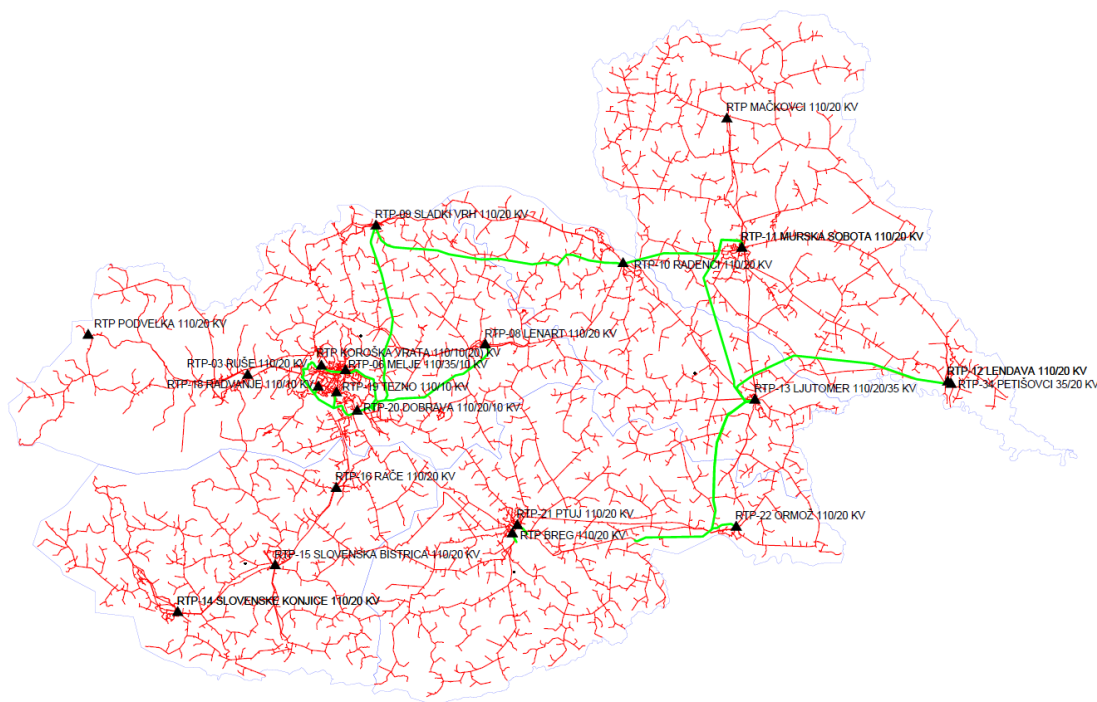 RTP MAČKOVCI 110/20 KV
RTP-09 SLADKI VRH 110/20 KV
RTP-11 MURSKA SOBOTA 110/20 KV
RTP-10 RADENCI 110/20 KV
RTP PODVELKA 110/20 KV
RTP-08 LENART 110/20 KV
RTP KOROŠKA VRATA 110/10(20) KV
RTP-03 RUŠE 110/20 KV
RTP-06 MELJE 110/35/10 KV
RTP-12 LENDAVA 110/20 KV
RTP-18 RADVANJE 110/10 KV
RTP-19 TEZNO 110/10 KV
RTP-13 LJUTOMER 110/20/35 KV
RTP-34 PETIŠOVCI 35/20 KV
RTP-20 DOBRAVA 110/20/10 KV
RTP-16 RAČE 110/20 KV
RTP-21 PTUJ 110/20 KV
RTP-22 ORMOŽ 110/20 KV
RTP BREG 110/20 KV
RTP-15 SLOVENSKA BISTRICA 110/20 KV
RTP-14 SLOVENSKE KONJICE 110/20 KV